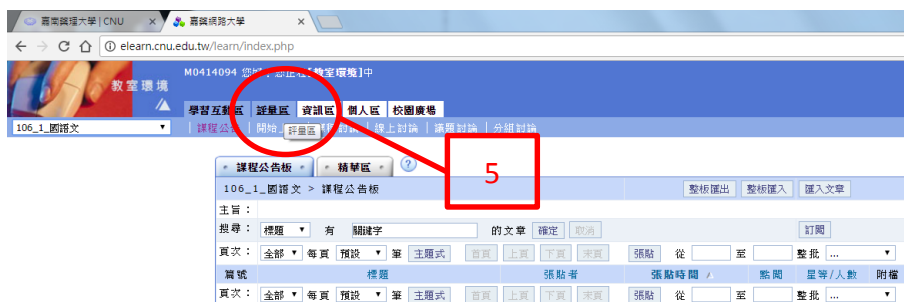 嘉南藥理大學 | CNU
嘉藥網路大學
elearn.cnu.edu.tw/learn/index.php
教室環境
M0414094 您好，您正在[教室環境]中
學習互動區 評量區 資訊區 個人區 校園廣場
106_1_國語文
課程公告 | 開始 討論 | 線上討論 | 議題討論 | 分組討論
評量區
課程公告板 精華區 ?
5
106_1_國語文 > 課程公告板 整板匯出 整板匯入 匯入文章
主旨：
搜尋： 標題 有 關鍵字 的文章 確定 取消 訂閱
頁次： 全部 每頁 預設 筆 主題式 首頁 上頁 下頁 末頁 張貼 從 至 整批 ...
篇號 標題 張貼者 張貼時間 點閱 星等/人數 附檔
頁次： 全部 每頁 預設 筆 主題式 首頁 上頁 下頁 末頁 張貼 從 至 整批 ...